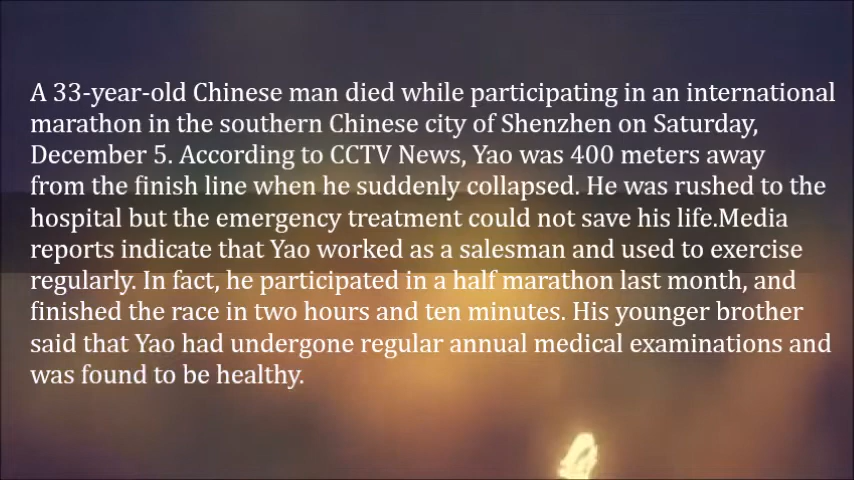 A 33-year-old Chinese man died while participating in an international
marathon in the southern Chinese city of Shenzhen on Saturday,
December 5. According to CCTV News, Yao was 400 meters away
from the finish line when he suddenly collapsed. He was rushed to the
hospital but the emergency treatment could not save his life.Media
reports indicate that Yao worked as a salesman and used to exercise
regularly. In fact, he participated in a half marathon last month, and
finished the race in two hours and ten minutes. His younger brother
said that Yao had undergone regular annual medical examinations and
was found to be healthy.